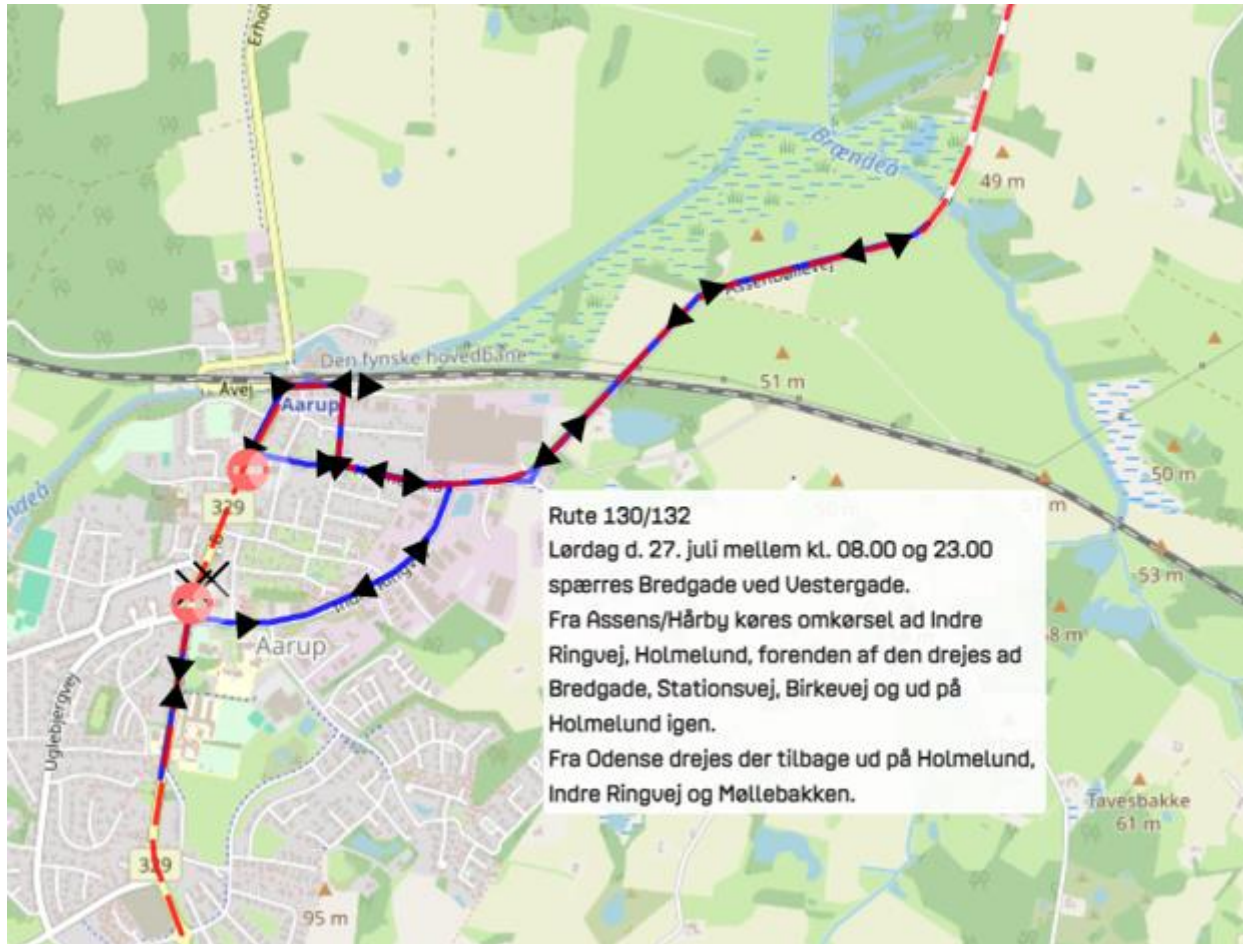 Brændeå
49 m
Assenbøllevej
Den fynske hovedbane
Åvej
Aarup
51 m
50 m
329
53 m
Rute 130/132
Lørdag d. 27. juli mellem kl. 08.00 og 23.00
spærres Bredgade ved Vestergade.
Fra Assens/Hårby køres omkørsel ad Indre
Ringvej, Holmelund, forenden af den drejes ad
Bredgade, Stationsvej, Birkevej og ud på
Holmelund igen.
Fra Odense drejes der tilbage ud på Holmelund,
Indre Ringvej og Møllebakken.
Aarup
Uglebjergvej
Tavesbakke
61 m
329
95 m